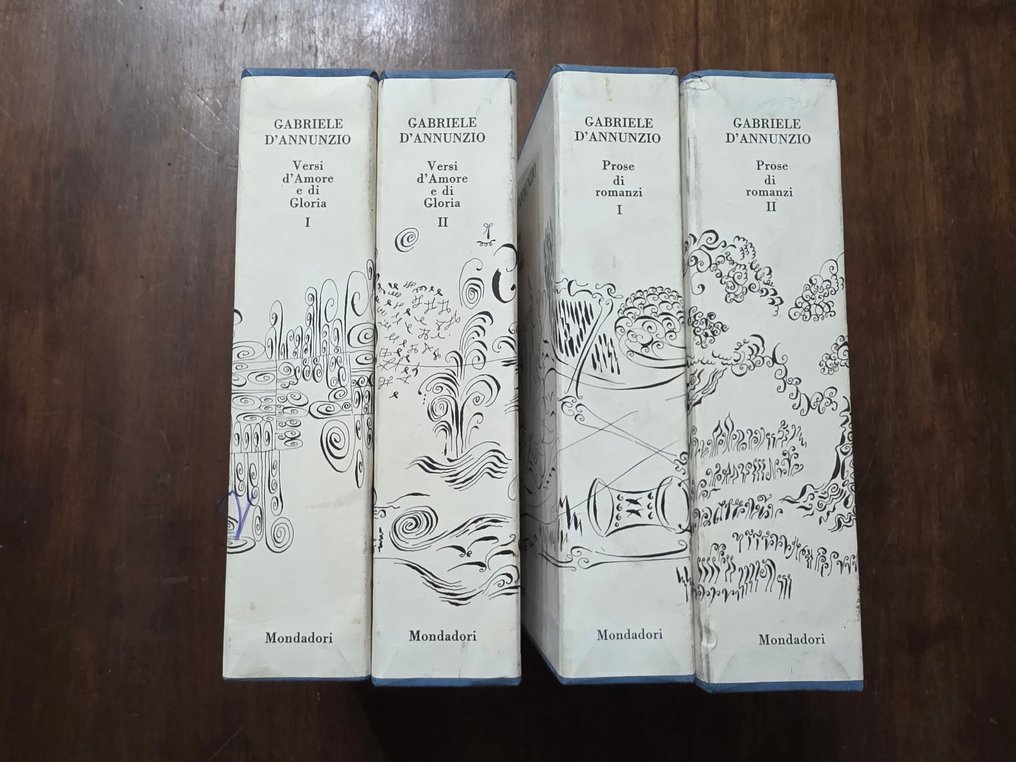 GABRIELE
D'ANNUNZIO
Versi
d'Amore
e di
Gloria
I
Mondadori
GABRIELE
D'ANNUNZIO
Versi
d'Amore
e di
Gloria
II
Mondadori
GABRIELE
D'ANNUNZIO
Prose
di
romanzi
I
Mondadori
GABRIELE
D'ANNUNZIO
Prose
di
romanzi
II
Mondadori